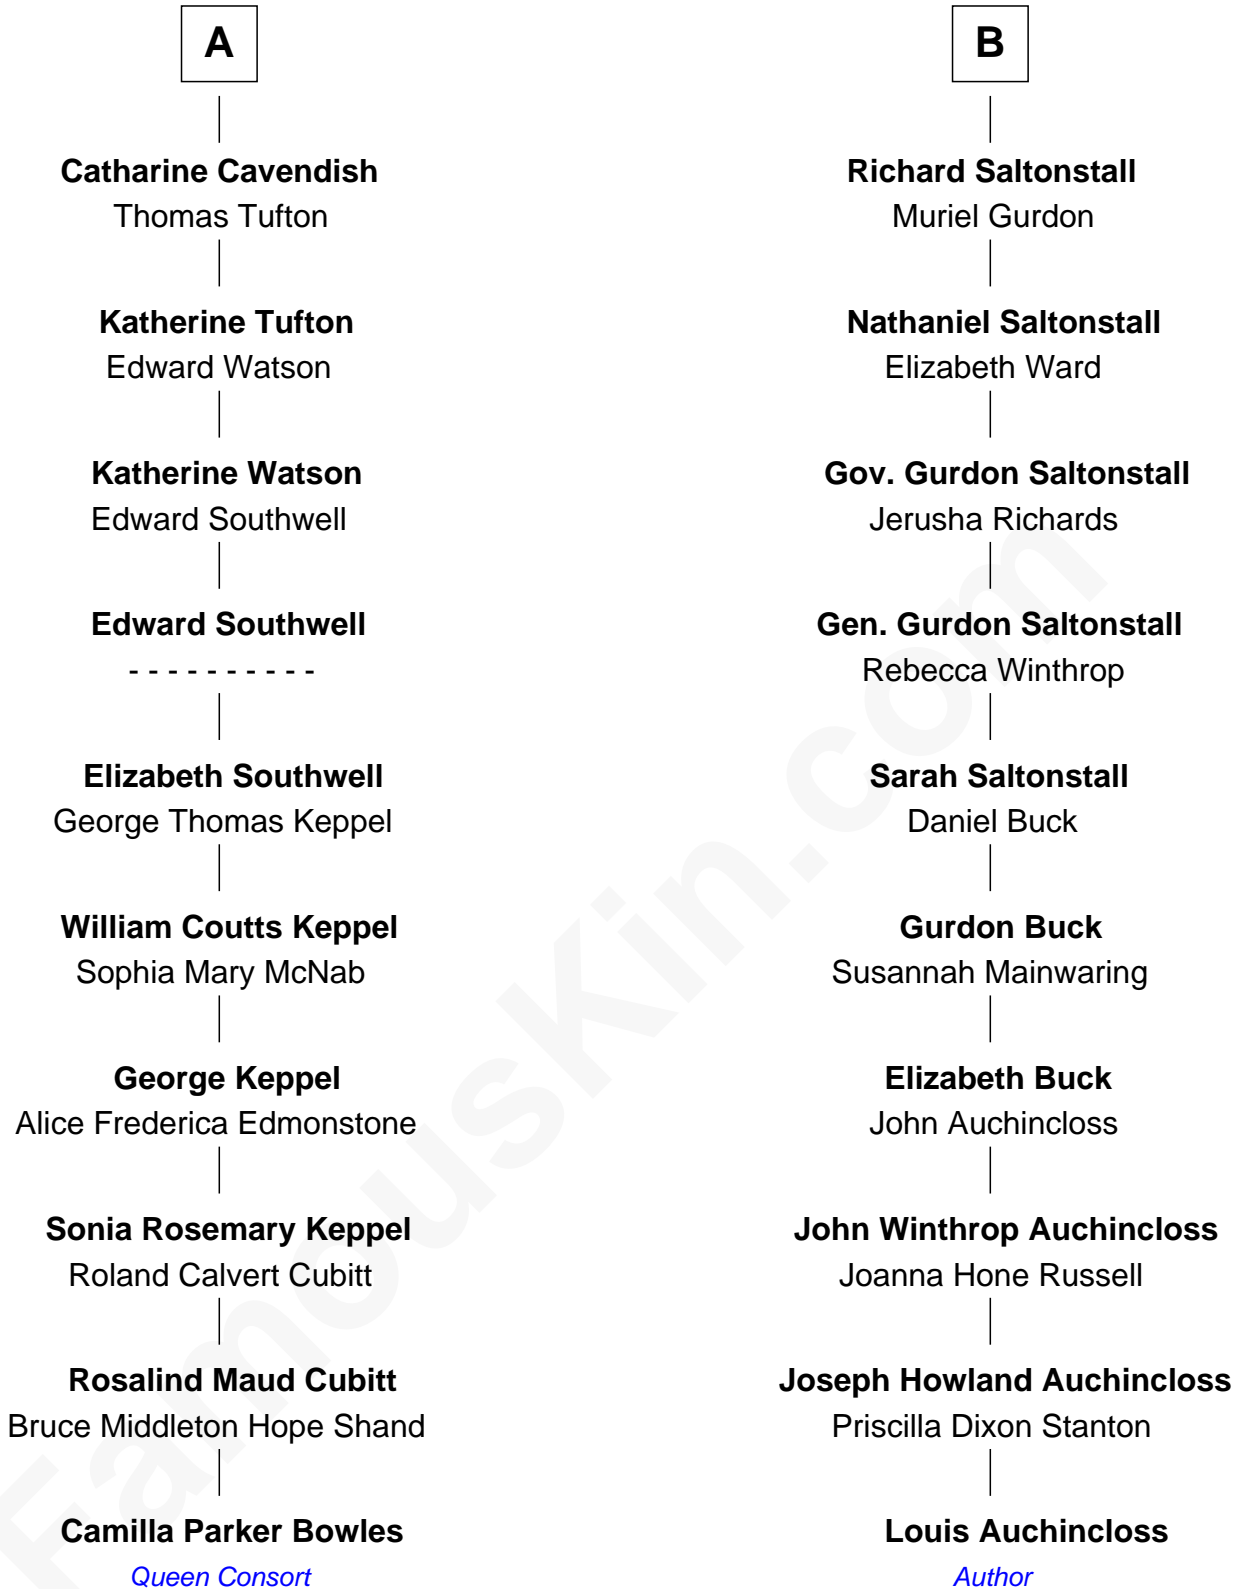 A
Catharine Cavendish
Thomas Tufton
Katherine Tufton
Edward Watson
Katherine Watson
Edward Southwell
Edward Southwell
- - - - - - - - - -
Elizabeth Southwell
George Thomas Keppel
William Coutts Keppel
Sophia Mary McNab
George Keppel
Alice Frederica Edmonstone
Sonia Rosemary Keppel
Roland Calvert Cubitt
Rosalind Maud Cubitt
Bruce Middleton Hope Shand
Camilla Parker Bowles
Queen Consort
B
Richard Saltonstall
Muriel Gurdon
Nathaniel Saltonstall
Elizabeth Ward
Gov. Gurdon Saltonstall
Jerusha Richards
Gen. Gurdon Saltonstall
Rebecca Winthrop
Sarah Saltonstall
Daniel Buck
Gurdon Buck
Susannah Mainwaring
Elizabeth Buck
John Auchincloss
John Winthrop Auchincloss
Joanna Hone Russell
Joseph Howland Auchincloss
Priscilla Dixon Stanton
Louis Auchincloss
Author
FamousKin.com